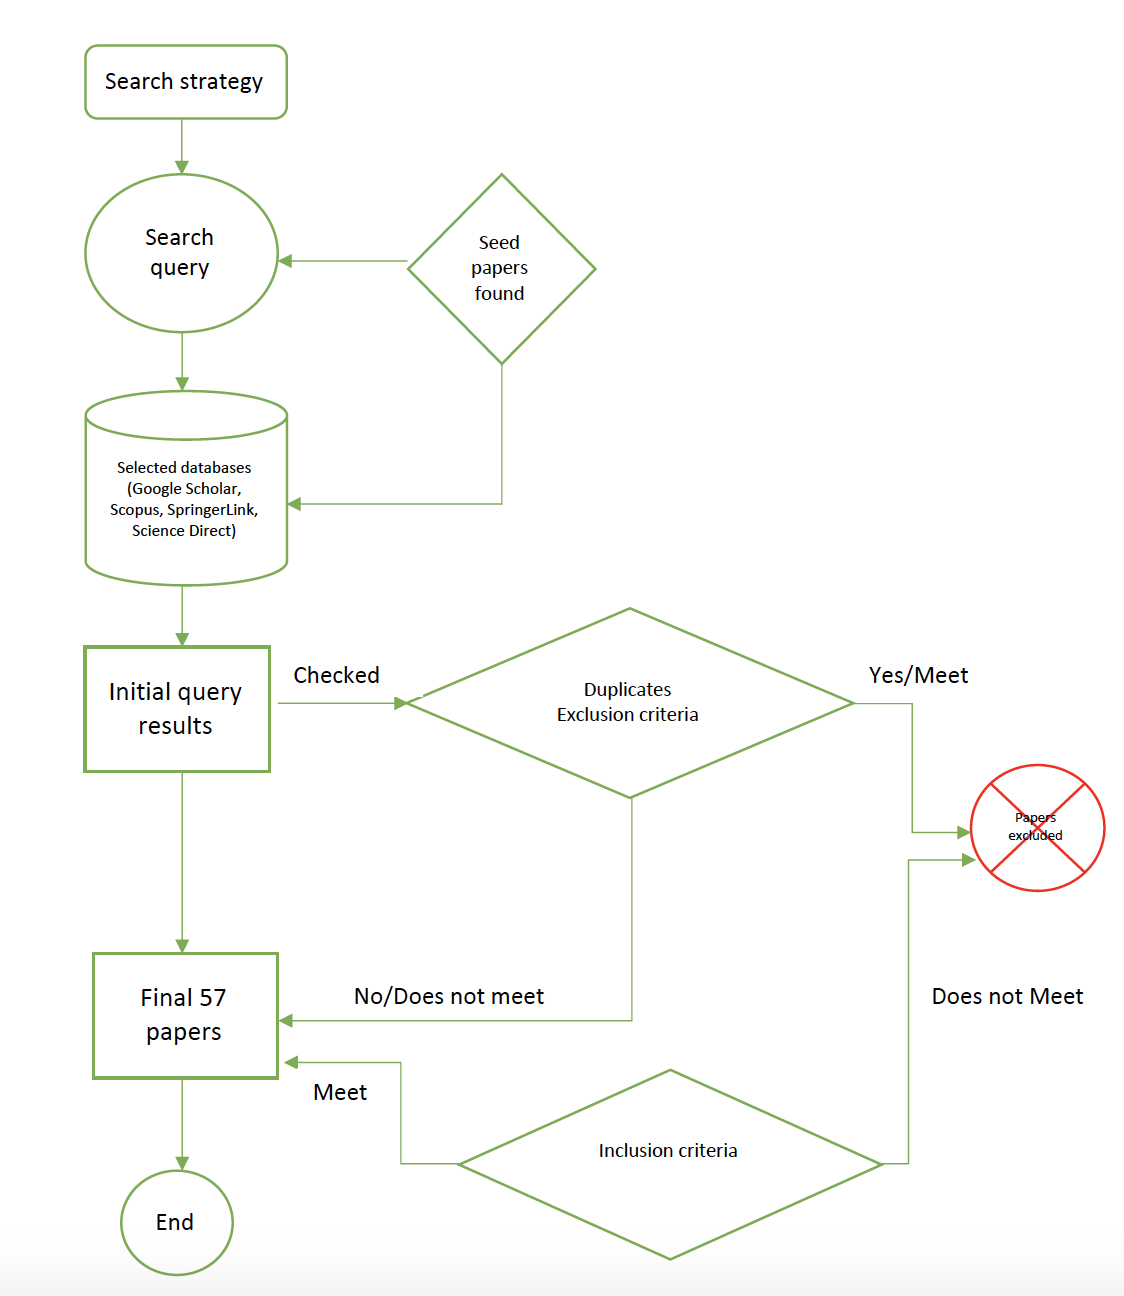 Search strategy
Search
query
Seed
papers
found
Selected databases
(Google Scholar,
Scopus, SpringerLink,
Science Direct)
Initial query
results
Checked
Duplicates
Exclusion criteria
Yes/Meet
Papers
excluded
Final 57
papers
No/Does not meet
Does not Meet
Meet
Inclusion criteria
End